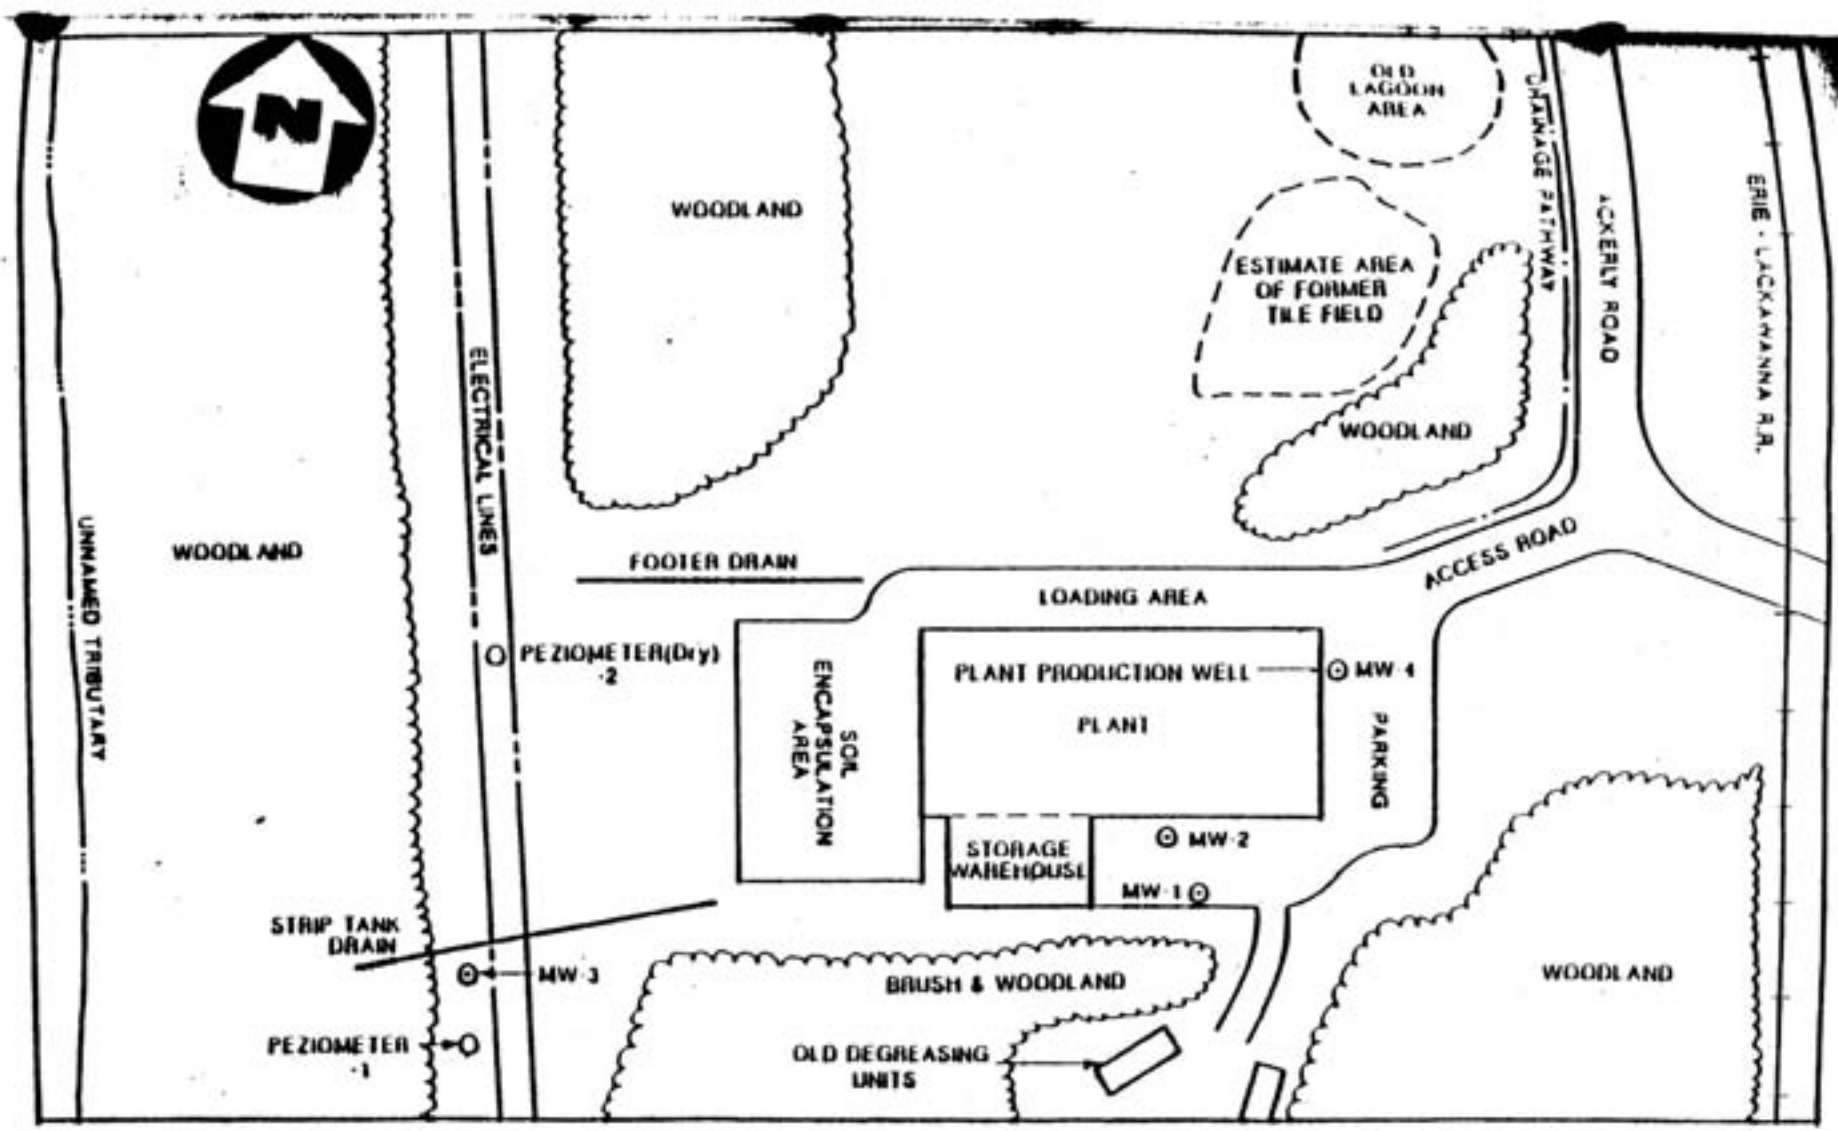 N
OLD
LAGOON
AREA
DRAINAGE PATHWAY
ACKERLY ROAD
ERIE - LACKAWANNA R.R.
WOODLAND
ESTIMATE AREA
OF FORMER
TILE FIELD
ELECTRICAL LINES
WOODLAND
WOODLAND
UNNAMED TRIBUTARY
FOOTER DRAIN
ACCESS ROAD
LOADING AREA
PEZIOMETER(Dry)
-2
SOIL
ENCAPSULATION
AREA
PLANT PRODUCTION WELL
MW-4
PLANT
PARKING
MW-2
STORAGE
WAREHOUSE
MW-1
STRIP TANK
DRAIN
MW-3
BRUSH & WOODLAND
WOODLAND
PEZIOMETER
-1
OLD DEGREASING
UNITS